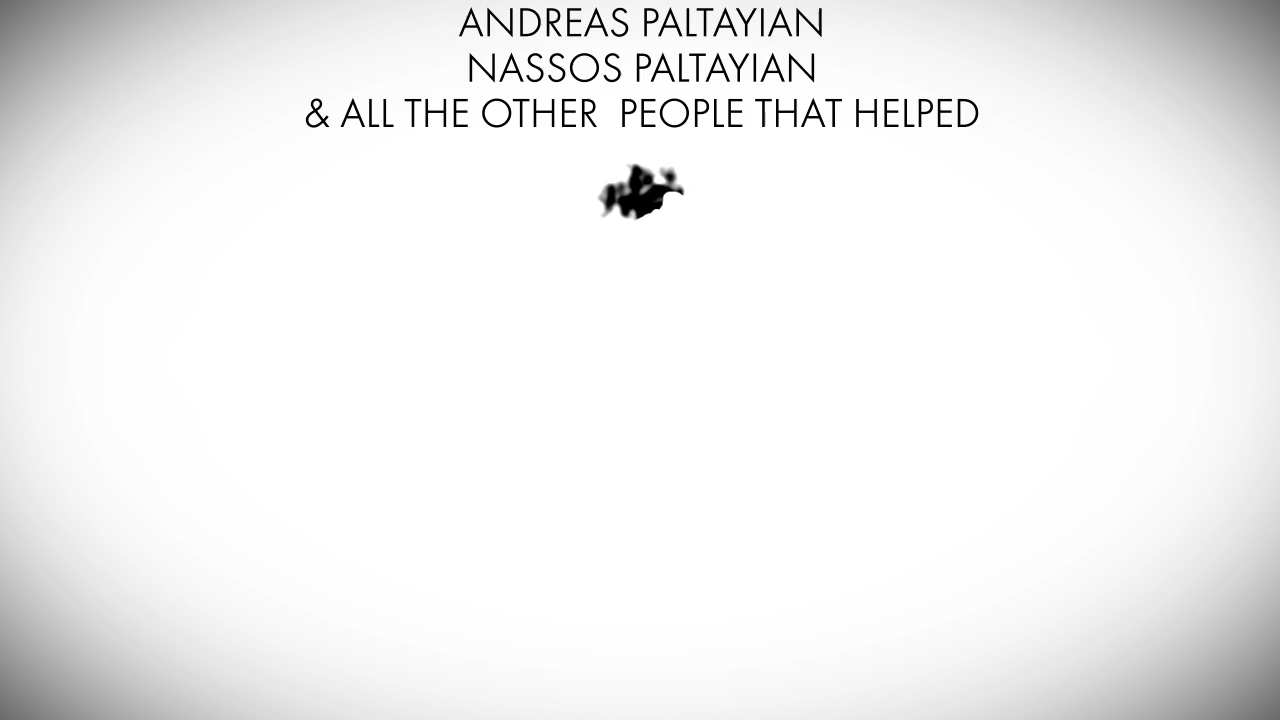 ANDREAS PALTAYIAN
NASSOS PALTAYIAN
& ALL THE OTHER  PEOPLE THAT HELPED